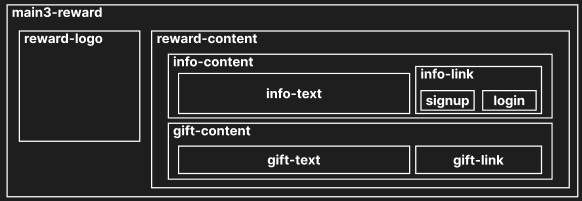 main3-reward
reward-logo
reward-content
info-content
info-text
info-link
signup
login
gift-content
gift-text
gift-link